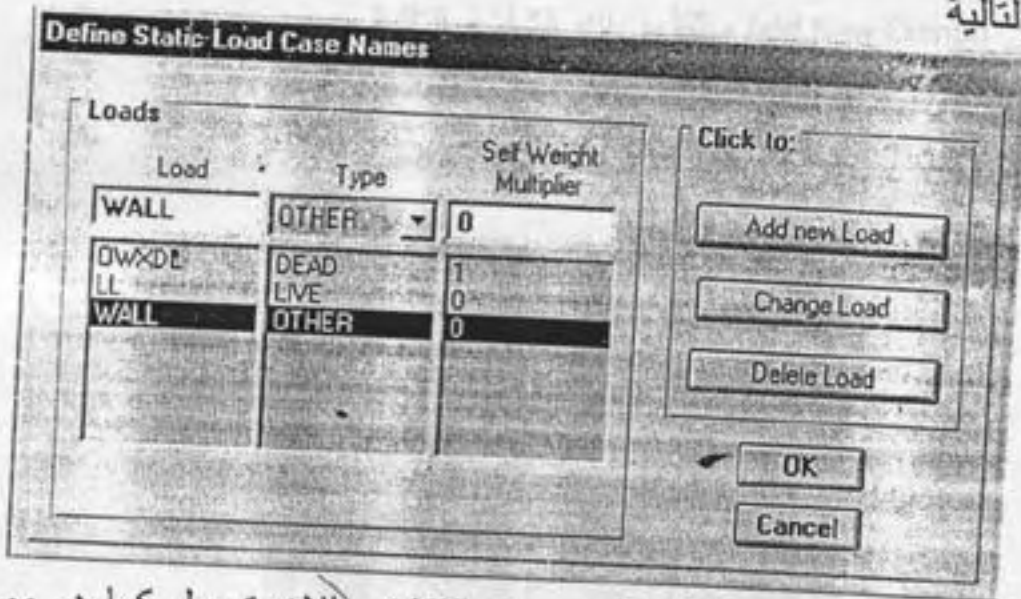 Define Static Load Case Names
Loads
Click to:
Load Type Self Weight Multiplier
WALL OTHER 0
OWXDL DEAD 1
LL LIVE 0
WALL OTHER 0
Add new Load
Change Load
Delete Load
OK
Cancel